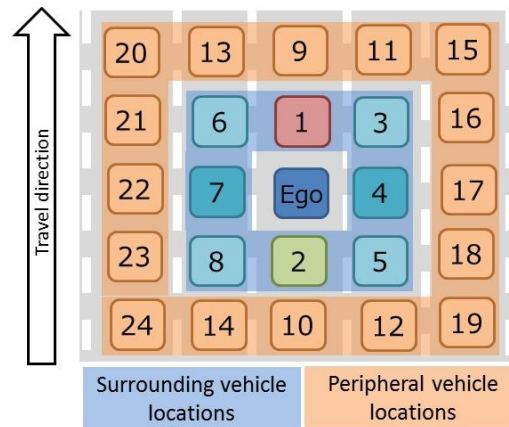 Travel direction
20 13 9 11 15
21 6 1 3 16
22 7 Ego 4 17
23 8 2 5 18
24 14 10 12 19
Surrounding vehicle
locations
Peripheral vehicle
locations